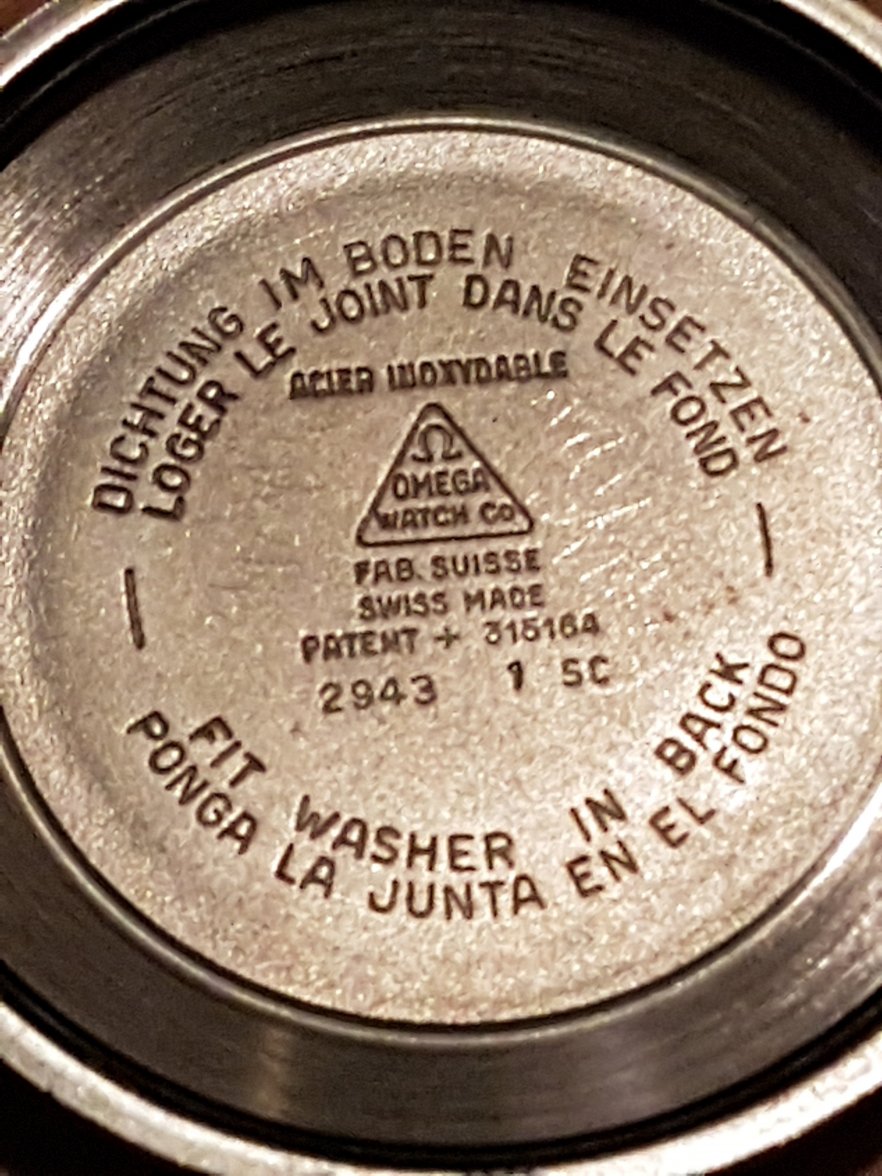 DICHTUNG IM BODEN EINSETZEN
LOGER LE JOINT DANS LE FOND
ACIER INOXYDABLE
Ω
OMEGA
WATCH Co
FAB. SUISSE
SWISS MADE
PATENT + 315164
2943 1 SC
FIT WASHER IN BACK
PONGA LA JUNTA EN EL FONDO